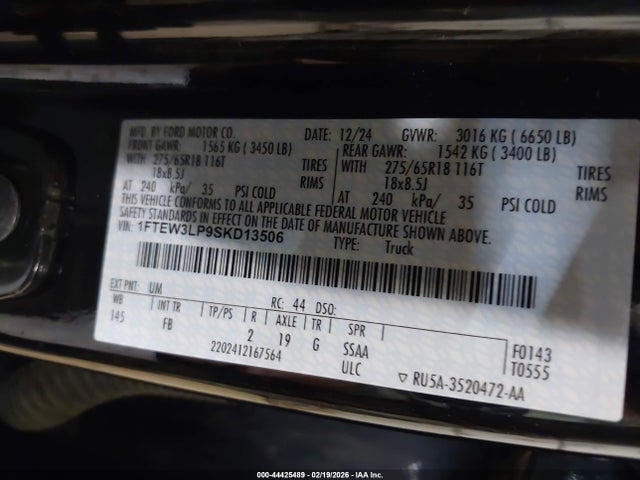 MFD. BY FORD MOTOR CO. DATE: 12/24 GVWR: 3016 KG ( 6650 LB)
FRONT GAWR: 1565 KG ( 3450 LB) REAR GAWR: 1542 KG ( 3400 LB)
WITH 275/65R18 116T TIRES WITH 275/65R18 116T TIRES
18x8.5J RIMS 18x8.5J RIMS
AT 240 kPa/ 35 PSI COLD AT 240 kPa/ 35 PSI COLD
THIS VEHICLE CONFORMS TO ALL APPLICABLE FEDERAL MOTOR VEHICLE
SAFETY STANDARDS IN EFFECT ON THE DATE OF MANUFACTURE SHOWN ABOVE.
VIN: 1FTEW3LP9SKD13506 TYPE: Truck
EXT PNT: UM RC: 44 DSO:
WB INT TR TP/PS R AXLE TR SPR
145 FB 2 19 G SSAA F0143
2202412167564 ULC T0555
▽ RU5A-3520472-AA
000-44425489 - 02/19/2026 - IAA Inc.